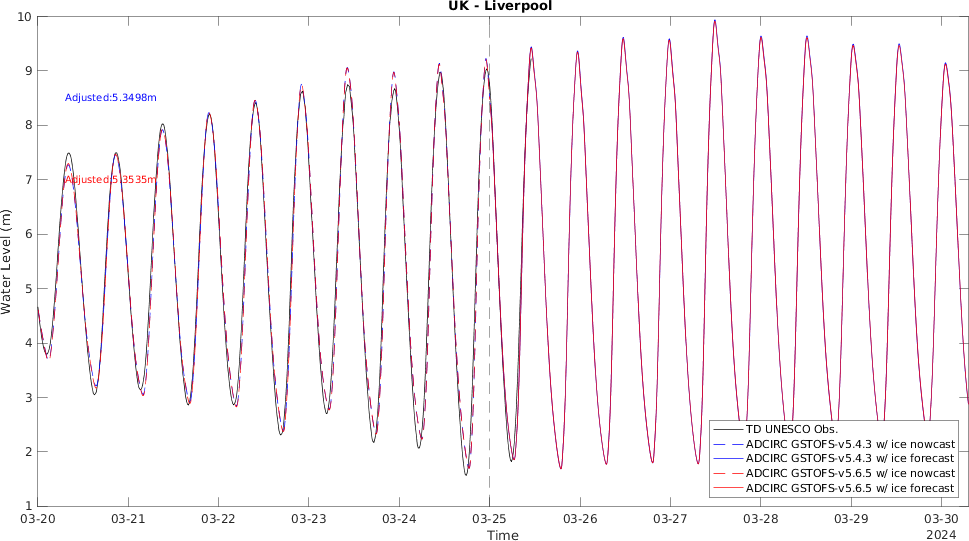 UK - Liverpool
10
9
8
7
6
5
4
3
2
1
Water Level (m)
Adjusted:5.3498m
Adjusted:5.3535m
TD UNESCO Obs.
ADCIRC GSTOFS-v5.4.3 w/ ice nowcast
ADCIRC GSTOFS-v5.4.3 w/ ice forecast
ADCIRC GSTOFS-v5.6.5 w/ ice nowcast
ADCIRC GSTOFS-v5.6.5 w/ ice forecast
03-20 03-21 03-22 03-23 03-24 03-25 03-26 03-27 03-28 03-29 03-30
Time
2024